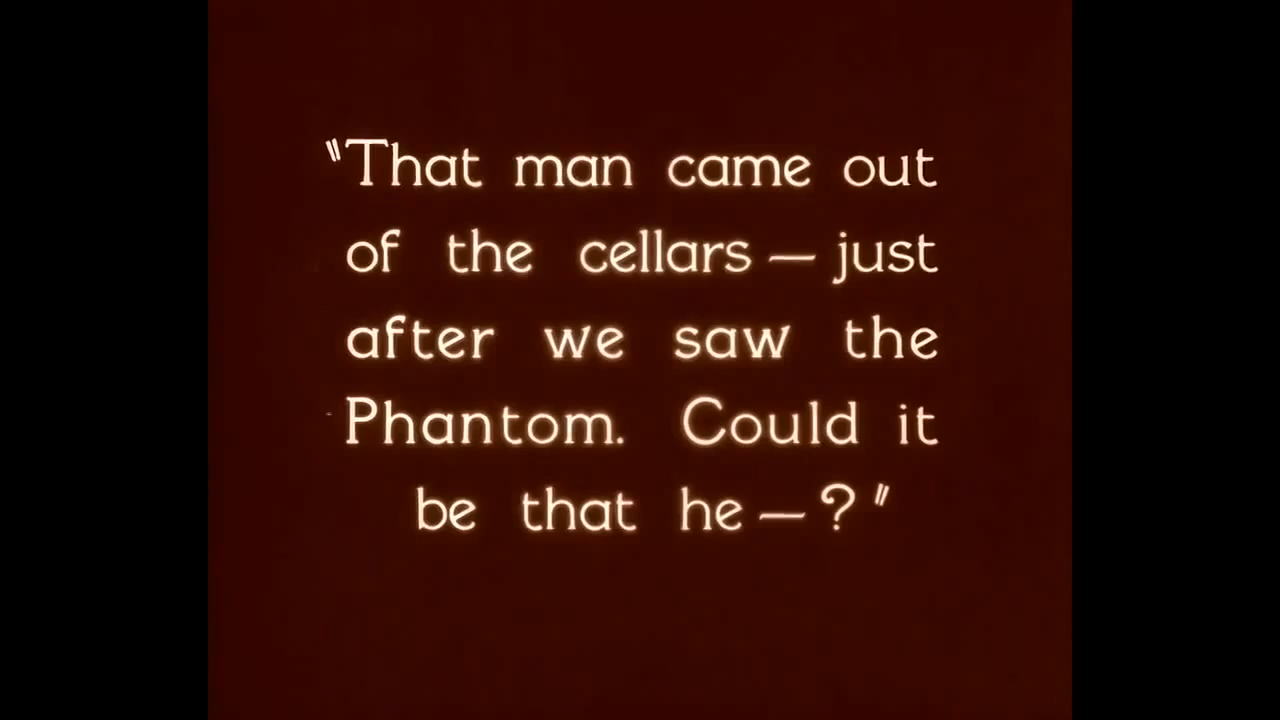 "That man came out
of the cellars — just
after we saw the
Phantom. Could it
be that he — ?"